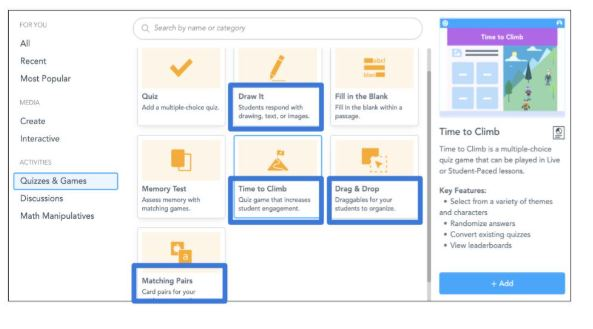 FOR YOU
All
Recent
Most Popular
MEDIA
Create
Interactive
ACTIVITIES
Quizzes & Games
Discussions
Math Manipulatives
Search by name or category
Quiz
Add a multiple-choice quiz.
Draw It
Students respond with
drawing, text, or images.
Fill in the Blank
Fill in the blank within a
passage.
Memory Test
Assess memory with
matching games.
Time to Climb
Quiz game that increases
student engagement.
Drag & Drop
Draggables for your
students to organize.
a
Matching Pairs
Card pairs for your
Time to Climb
Time to Climb
Time to Climb is a multiple-choice
quiz game that can be played in Live
or Student-Paced lessons.
Key Features:
• Select from a variety of themes
and characters
• Randomize answers
• Convert existing quizzes
• View leaderboards
+ Add